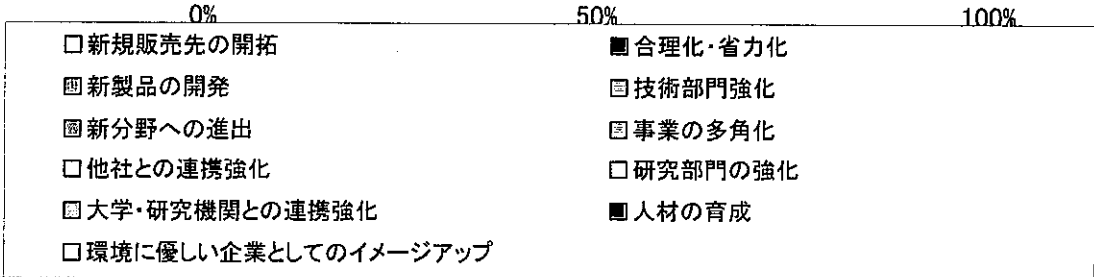 0% 50% 100%
□新規販売先の開拓 ■合理化・省力化
新製品の開発 技術部門強化
新分野への進出 事業の多角化
□他社との連携強化 □研究部門の強化
大学・研究機関との連携強化 ■人材の育成
□環境に優しい企業としてのイメージアップ